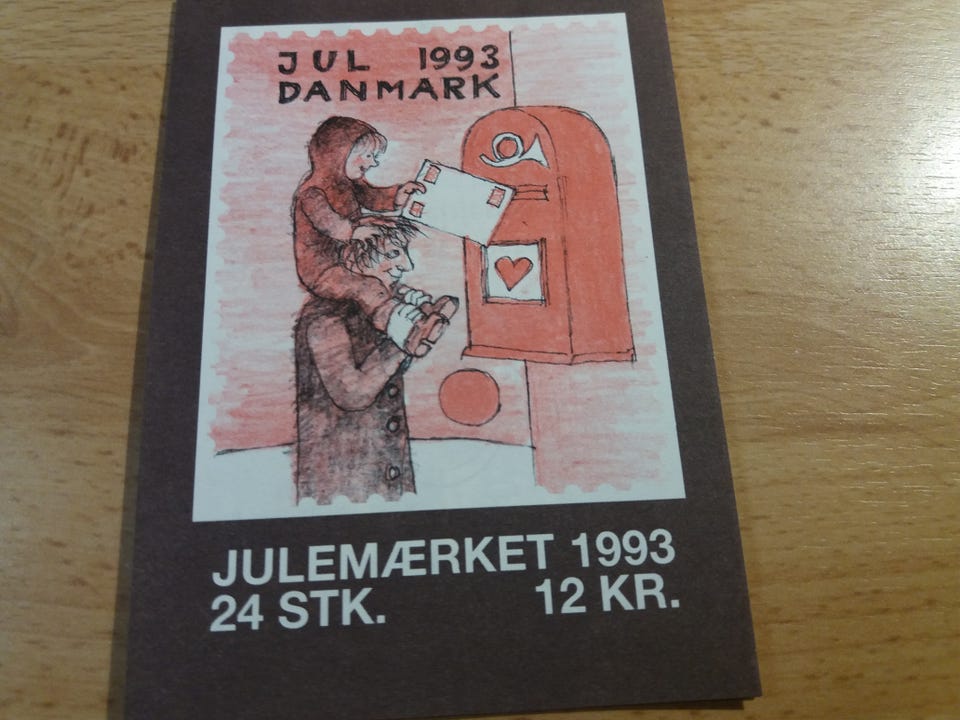 JUL 1993
DANMARK
JULEMÆRKET 1993
24 STK. 12 KR.